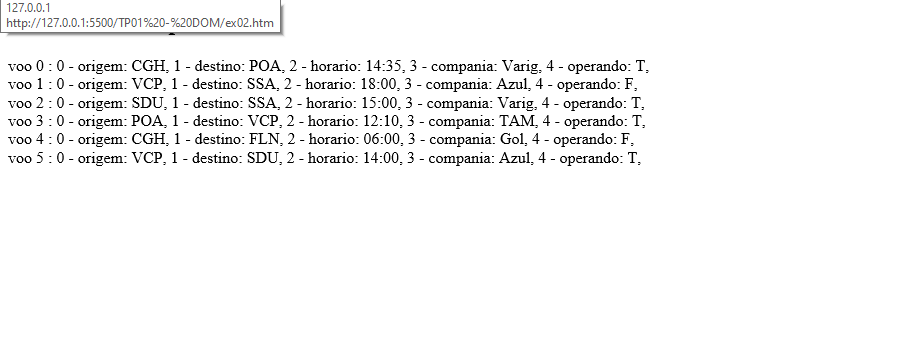 127.0.0.1
http://127.0.0.1:5500/TP01%20-%20DOM/ex02.htm
voo 0 : 0 - origem: CGH, 1 - destino: POA, 2 - horario: 14:35, 3 - compania: Varig, 4 - operando: T,
voo 1 : 0 - origem: VCP, 1 - destino: SSA, 2 - horario: 18:00, 3 - compania: Azul, 4 - operando: F,
voo 2 : 0 - origem: SDU, 1 - destino: SSA, 2 - horario: 15:00, 3 - compania: Varig, 4 - operando: T,
voo 3 : 0 - origem: POA, 1 - destino: VCP, 2 - horario: 12:10, 3 - compania: TAM, 4 - operando: T,
voo 4 : 0 - origem: CGH, 1 - destino: FLN, 2 - horario: 06:00, 3 - compania: Gol, 4 - operando: F,
voo 5 : 0 - origem: VCP, 1 - destino: SDU, 2 - horario: 14:00, 3 - compania: Azul, 4 - operando: T,